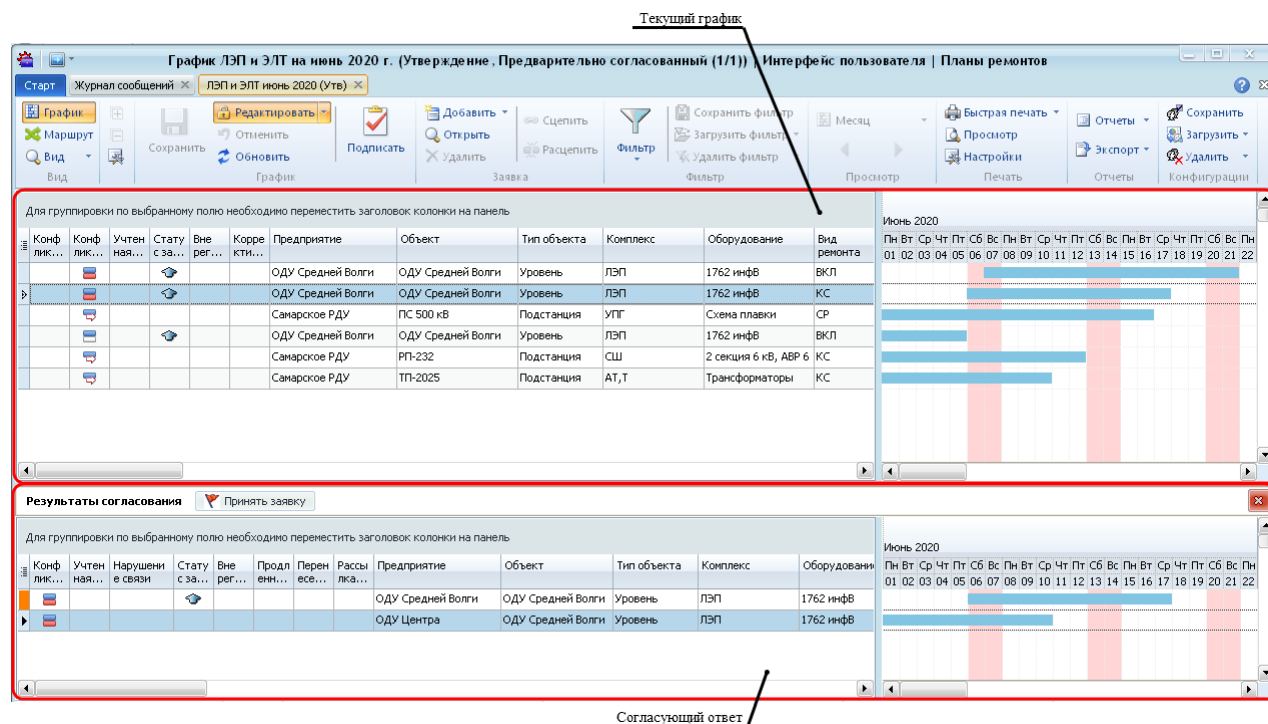 Текущий график
График ЛЭП и ЭЛТ на июнь 2020 г. (Утверждение , Предварительно согласованный (1/1)) | Интерфейс пользователя | Планы ремонтов
Старт Журнал сообщений ЛЭП и ЭЛТ июнь 2020 (Утв)
График Редактировать Добавить Сцепить Сохранить фильтр Месяц Быстрая печать Отчеты Сохранить
Маршрут Отменить Открыть Загрузить фильтр Просмотр Загрузить
Сохранить Подписать Фильтр
Вид Обновить Удалить Расцепить Удалить фильтр Настройки Экспорт Удалить
Вид График Заявка Фильтр Просмотр Печать Отчеты Конфигурации
Для группировки по выбранному полю необходимо переместить заголовок колонки на панель
Июнь 2020
Конф Конф Учтен Стату Вне Корре Предприятие Объект Тип объекта Комплекс Оборудование Вид Пн Вт Ср Чт Пт Сб Вс Пн Вт Ср Чт Пт Сб Вс Пн Вт Ср Чт Пт Сб Вс Пн
лик... лик... ная... с за... рег... кти... ремонта 01 02 03 04 05 06 07 08 09 10 11 12 13 14 15 16 17 18 19 20 21 22
ОДУ Средней Волги ОДУ Средней Волги Уровень ЛЭП 1762 инфВ ВКЛ
ОДУ Средней Волги ОДУ Средней Волги Уровень ЛЭП 1762 инфВ КС
Самарское РДУ ПС 500 кВ Подстанция УПГ Схема плавки СР
ОДУ Средней Волги ОДУ Средней Волги Уровень ЛЭП 1762 инфВ ВКЛ
Самарское РДУ РП-232 Подстанция СШ 2 секция 6 кВ, АВР 6 КС
Самарское РДУ ТП-2025 Подстанция АТ,Т Трансформаторы КС
Результаты согласования Принять заявку
Для группировки по выбранному полю необходимо переместить заголовок колонки на панель
Июнь 2020
Конф Учтен Нарушени Стату Вне Продл Перен Рассы Предприятие Объект Тип объекта Комплекс Оборудовани Пн Вт Ср Чт Пт Сб Вс Пн Вт Ср Чт Пт Сб Вс Пн Вт Ср Чт Пт Сб Вс Пн
лик... ная... е связи с за... рег... енн... есе... лка... 01 02 03 04 05 06 07 08 09 10 11 12 13 14 15 16 17 18 19 20 21 22
ОДУ Средней Волги ОДУ Средней Волги Уровень ЛЭП 1762 инфВ
ОДУ Центра ОДУ Средней Волги Уровень ЛЭП 1762 инфВ
Согласующий ответ